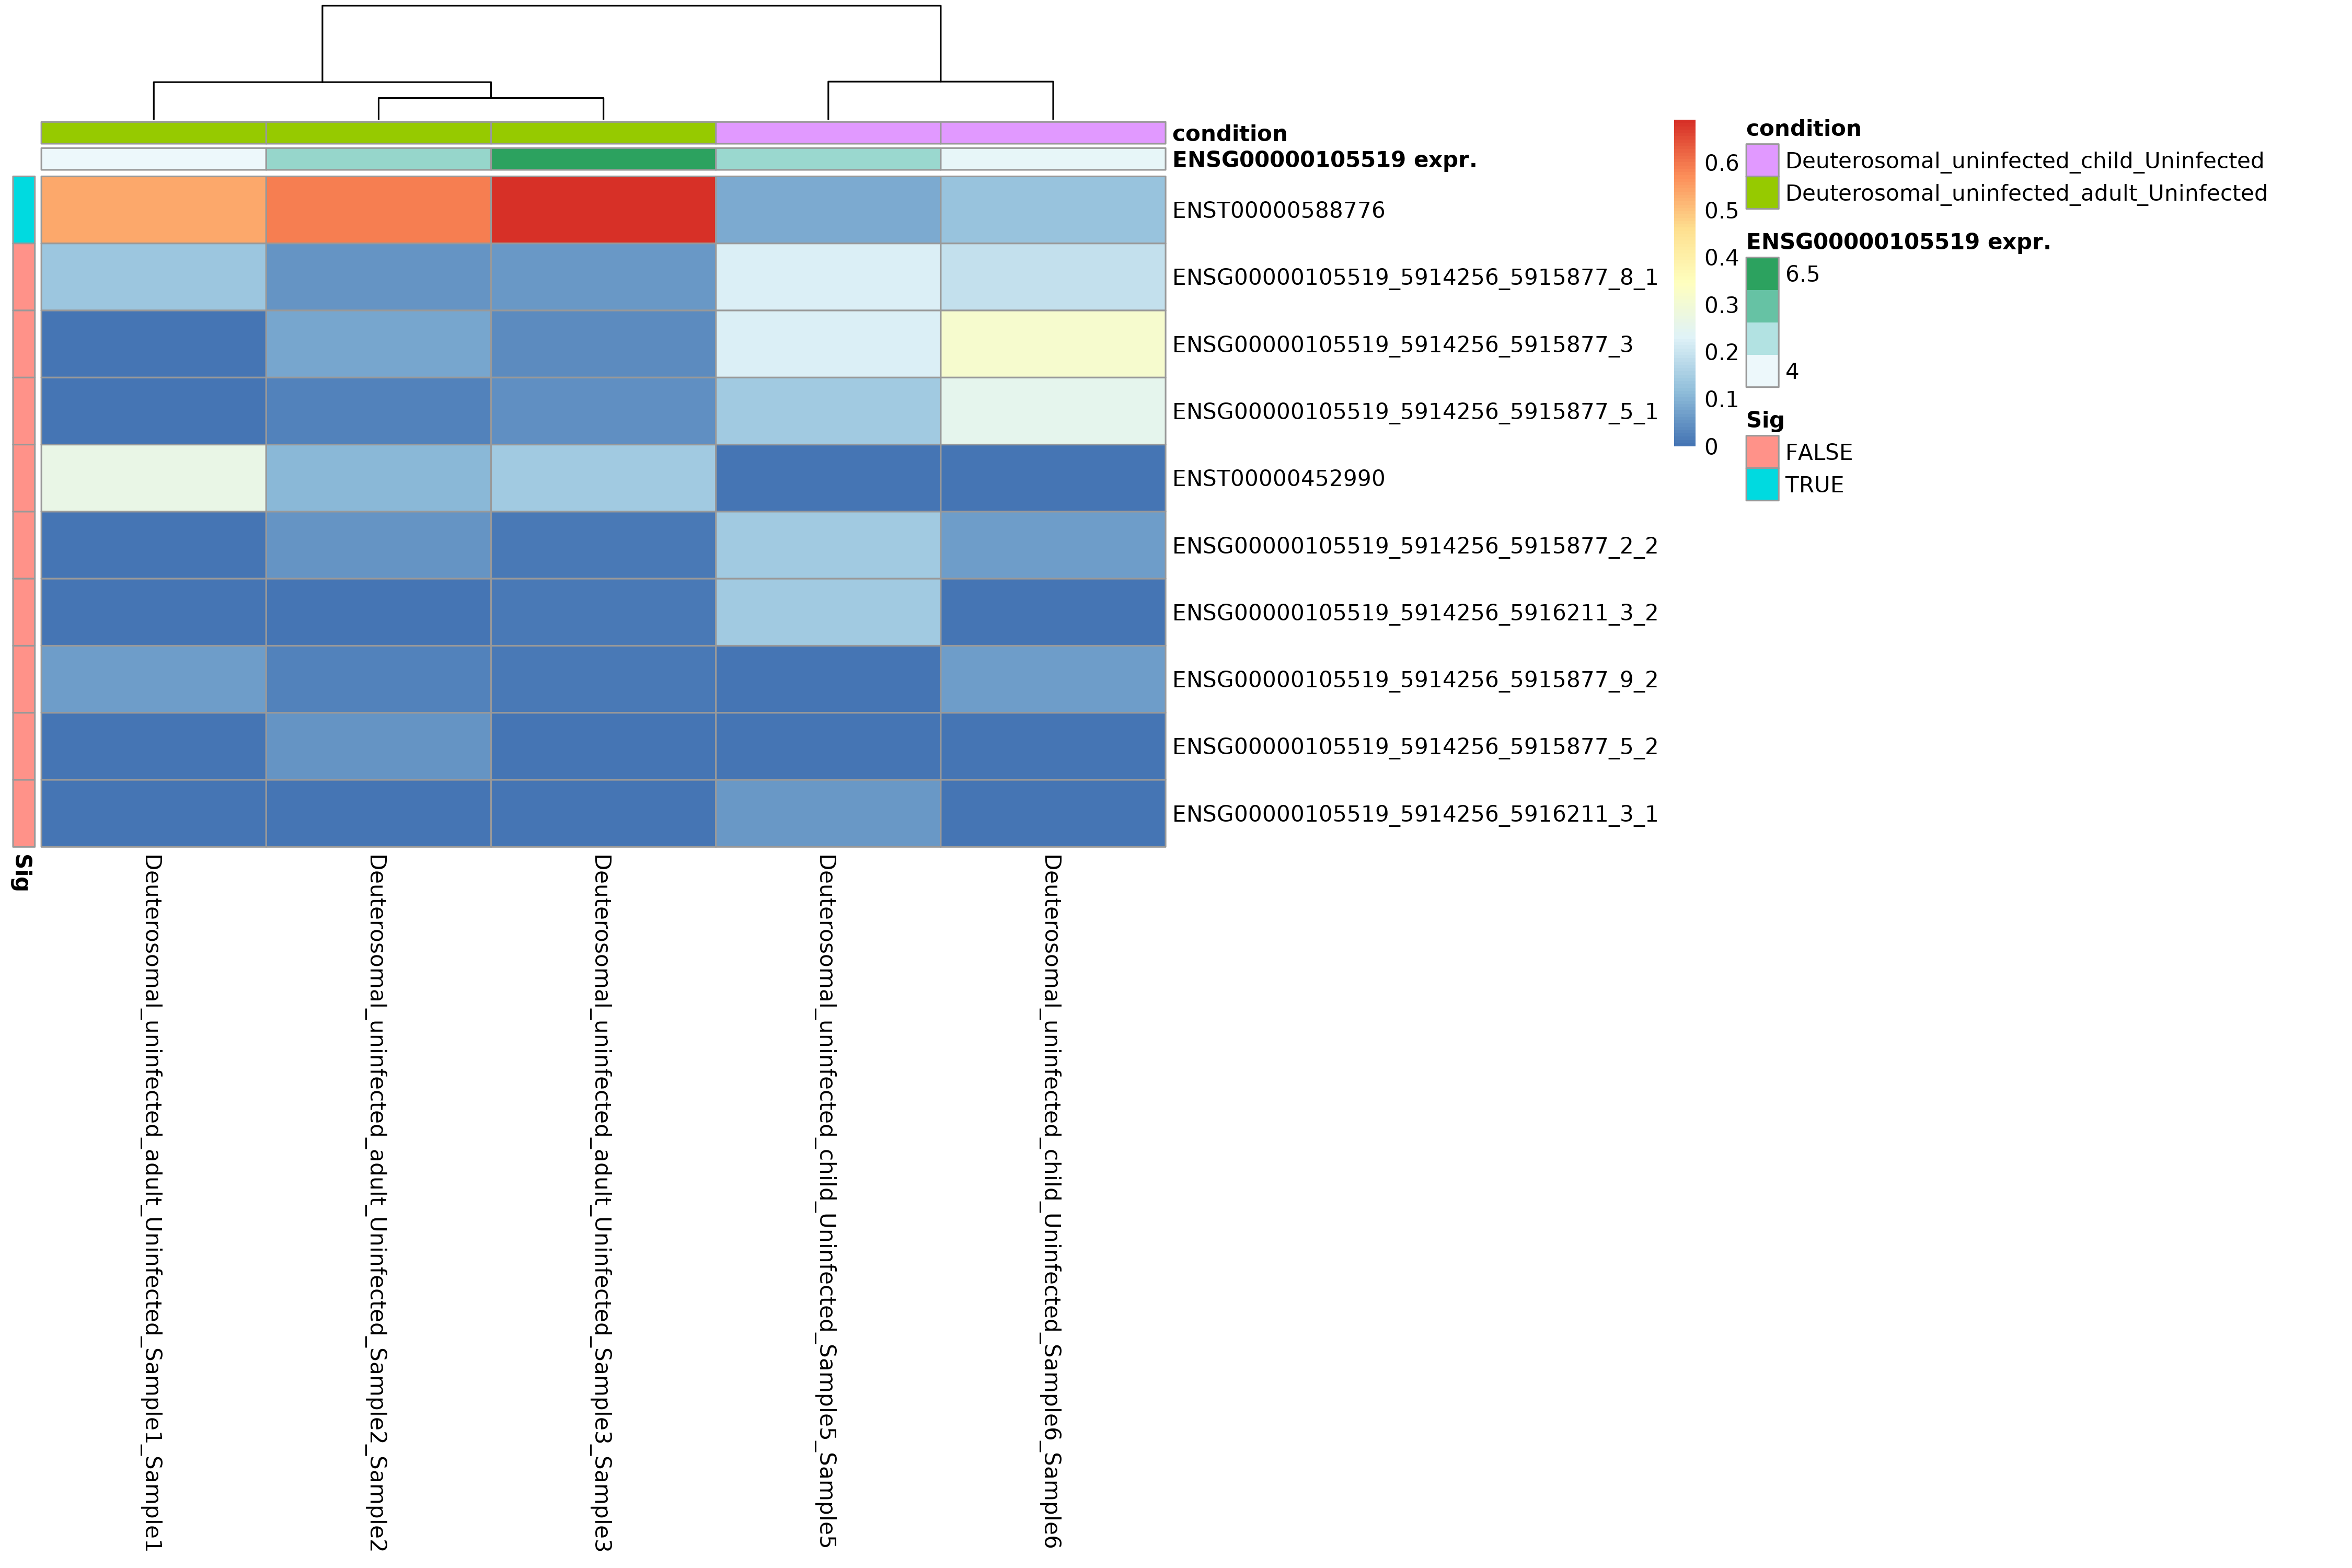 condition
ENSG00000105519 expr.
ENST00000588776
ENSG00000105519_5914256_5915877_8_1
ENSG00000105519_5914256_5915877_3
ENSG00000105519_5914256_5915877_5_1
ENST00000452990
ENSG00000105519_5914256_5915877_2_2
ENSG00000105519_5914256_5916211_3_2
ENSG00000105519_5914256_5915877_9_2
ENSG00000105519_5914256_5915877_5_2
ENSG00000105519_5914256_5916211_3_1
Sig
Deuterosomal_uninfected_adult_Uninfected_Sample1_Sample1
Deuterosomal_uninfected_adult_Uninfected_Sample2_Sample2
Deuterosomal_uninfected_adult_Uninfected_Sample3_Sample3
Deuterosomal_uninfected_child_Uninfected_Sample5_Sample5
Deuterosomal_uninfected_child_Uninfected_Sample6_Sample6
0.6
0.5
0.4
0.3
0.2
0.1
0
condition
Deuterosomal_uninfected_child_Uninfected
Deuterosomal_uninfected_adult_Uninfected
ENSG00000105519 expr.
6.5
4
Sig
FALSE
TRUE